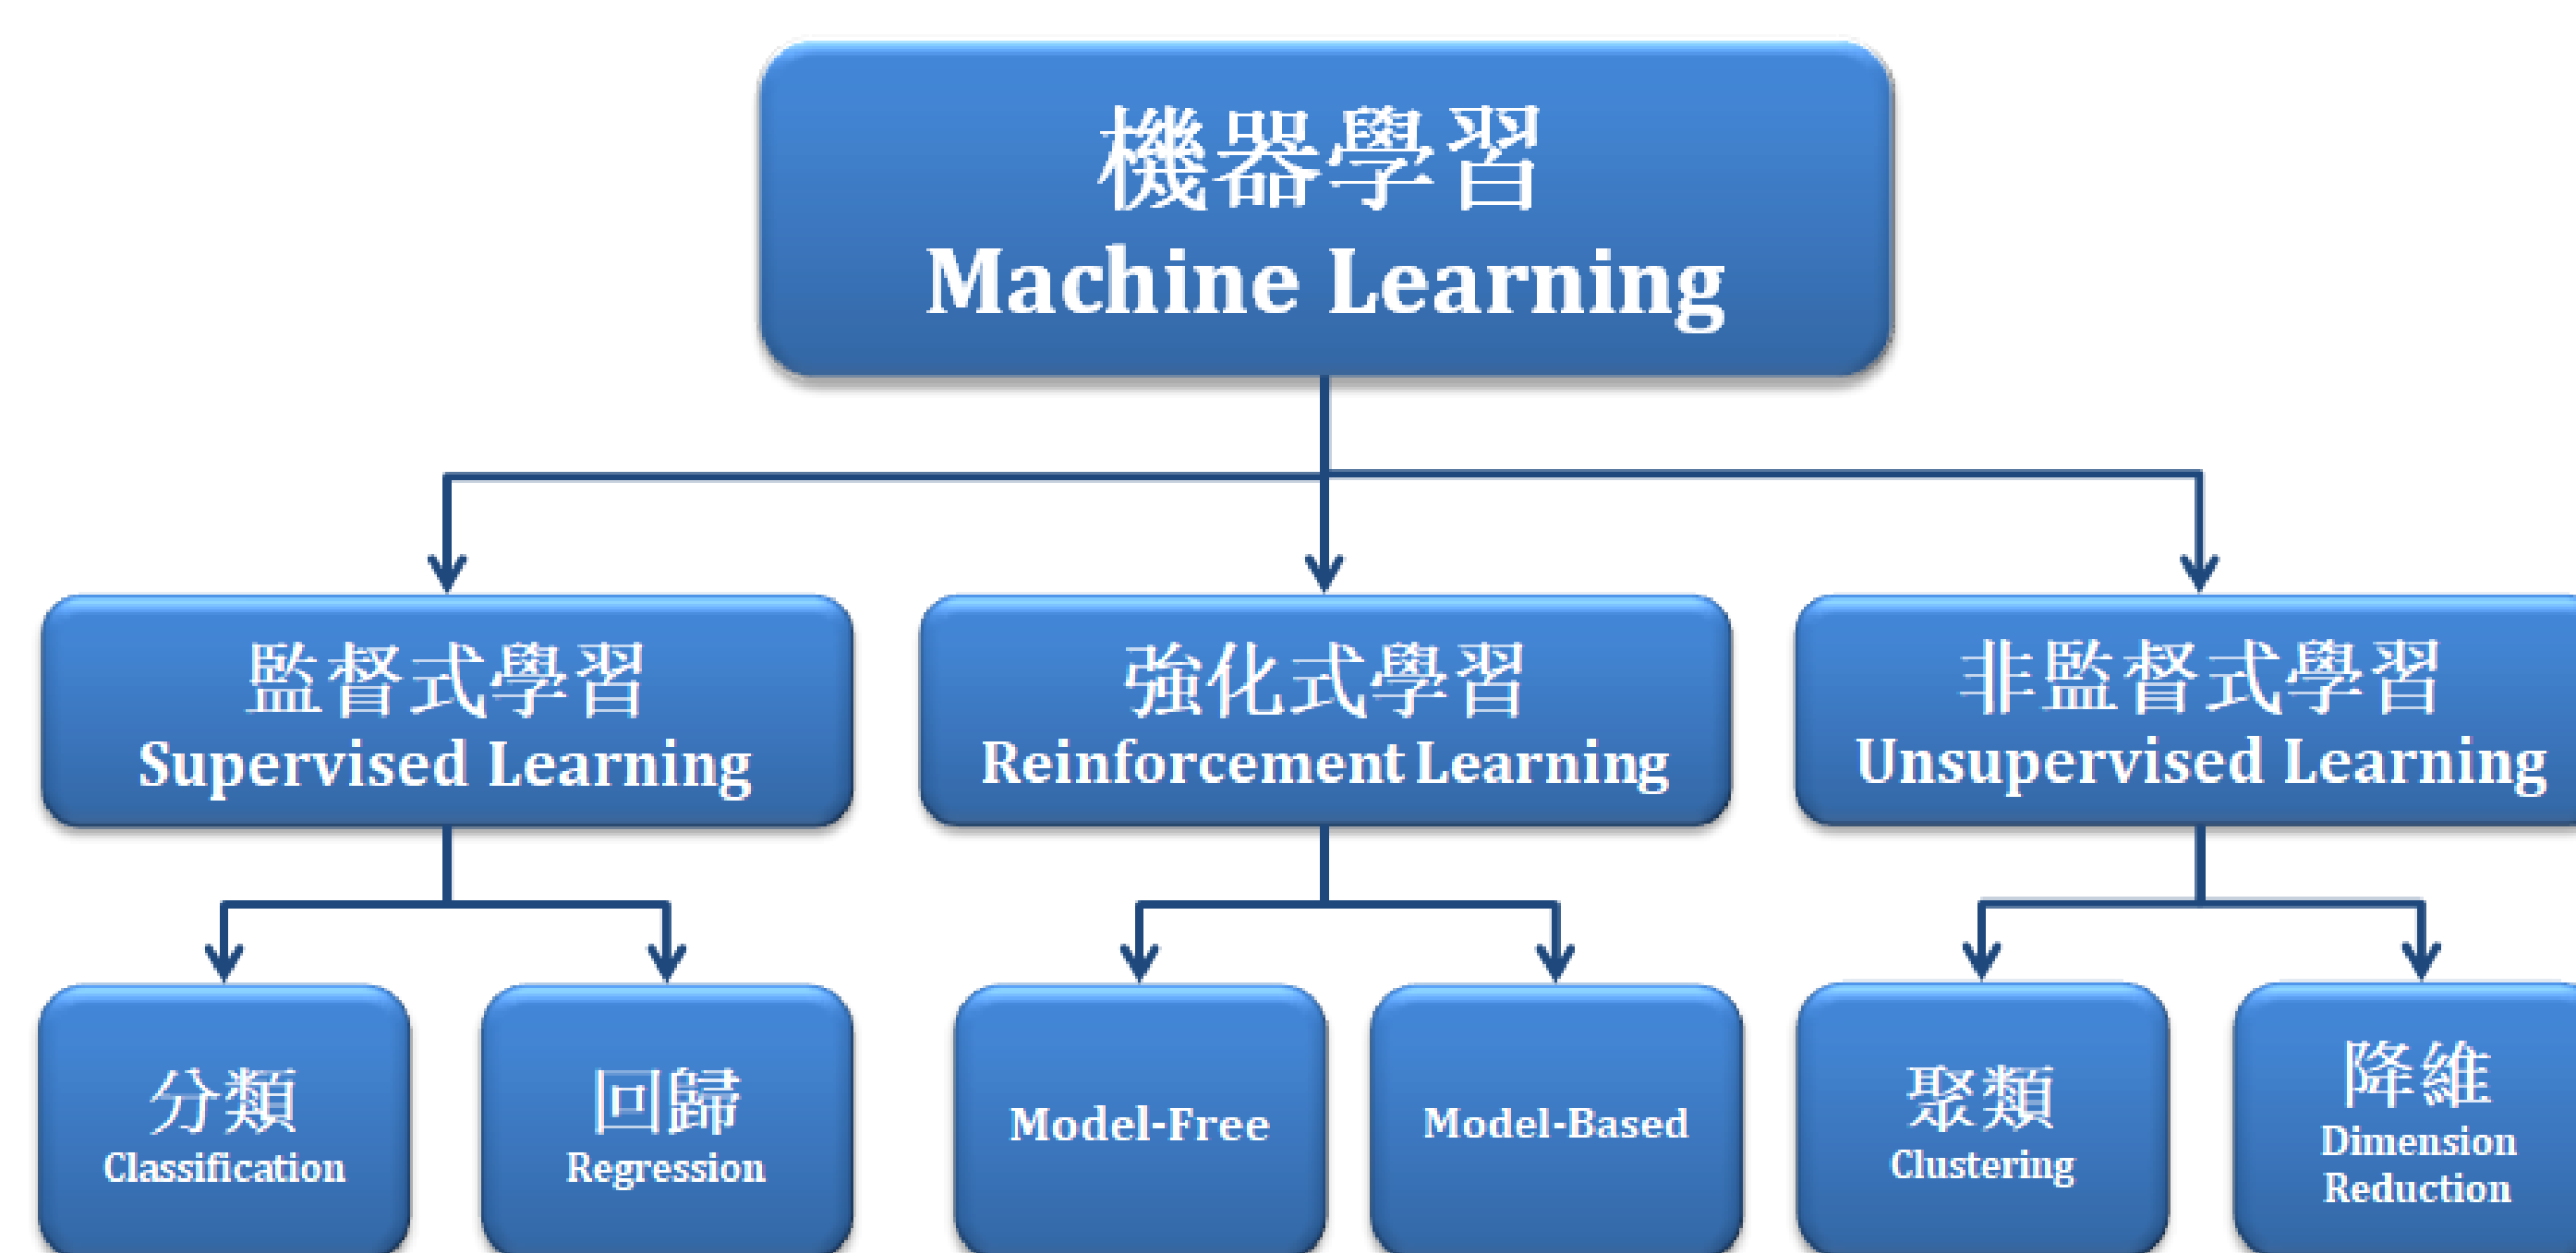 機器學習
Machine Learning
監督式學習
Supervised Learning
強化式學習
Reinforcement Learning
非監督式學習
Unsupervised Learning
分類
Classification
回歸
Regression
Model-Free
Model-Based
聚類
Clustering
降維
Dimension
Reduction